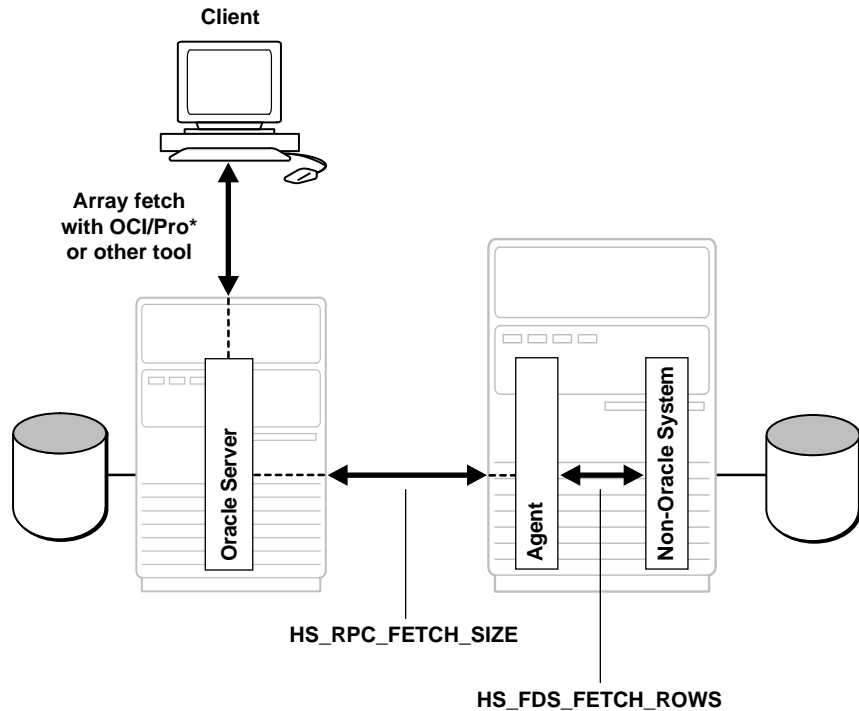 Client
Array fetch
with OCI/Pro*
or other tool
Oracle Server
Agent
Non-Oracle System
HS_RPC_FETCH_SIZE
HS_FDS_FETCH_ROWS